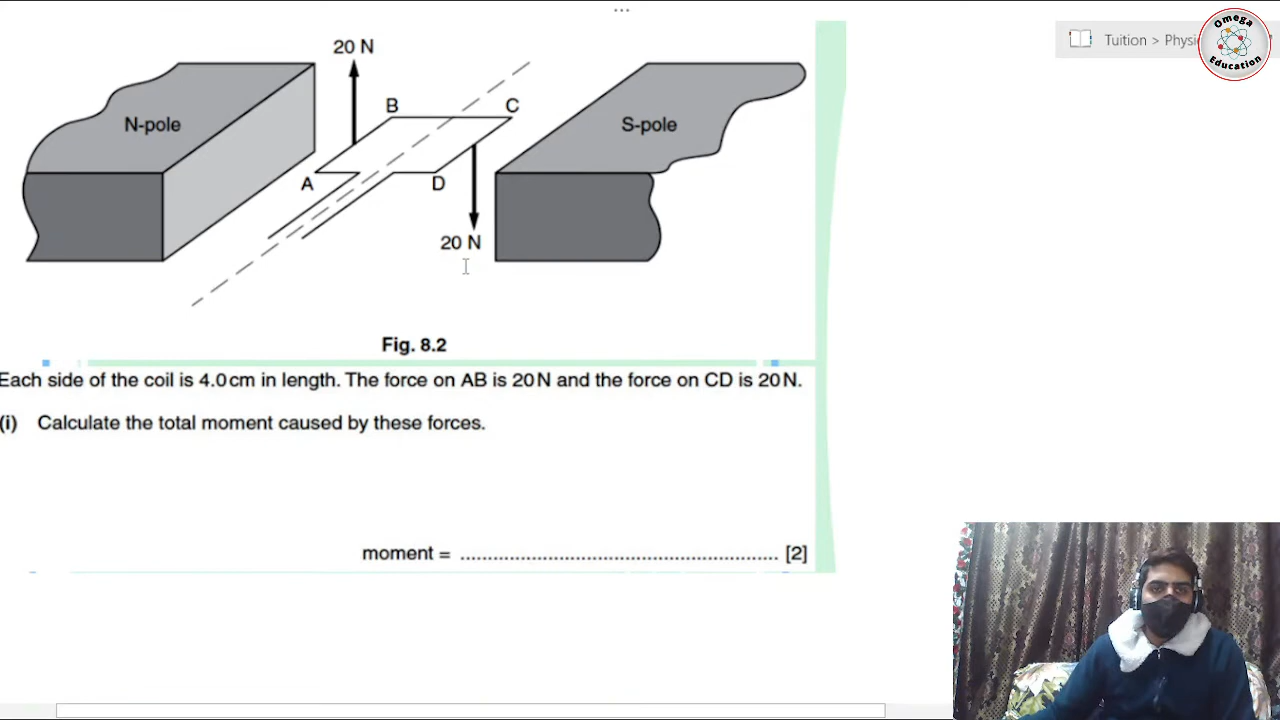 ...
Omega
Education
Tuition > Physi
20 N
N-pole
B
C
S-pole
A
D
20 N
Fig. 8.2
Each side of the coil is 4.0 cm in length. The force on AB is 20 N and the force on CD is 20 N.
(i) Calculate the total moment caused by these forces.
moment = ........................................................ [2]